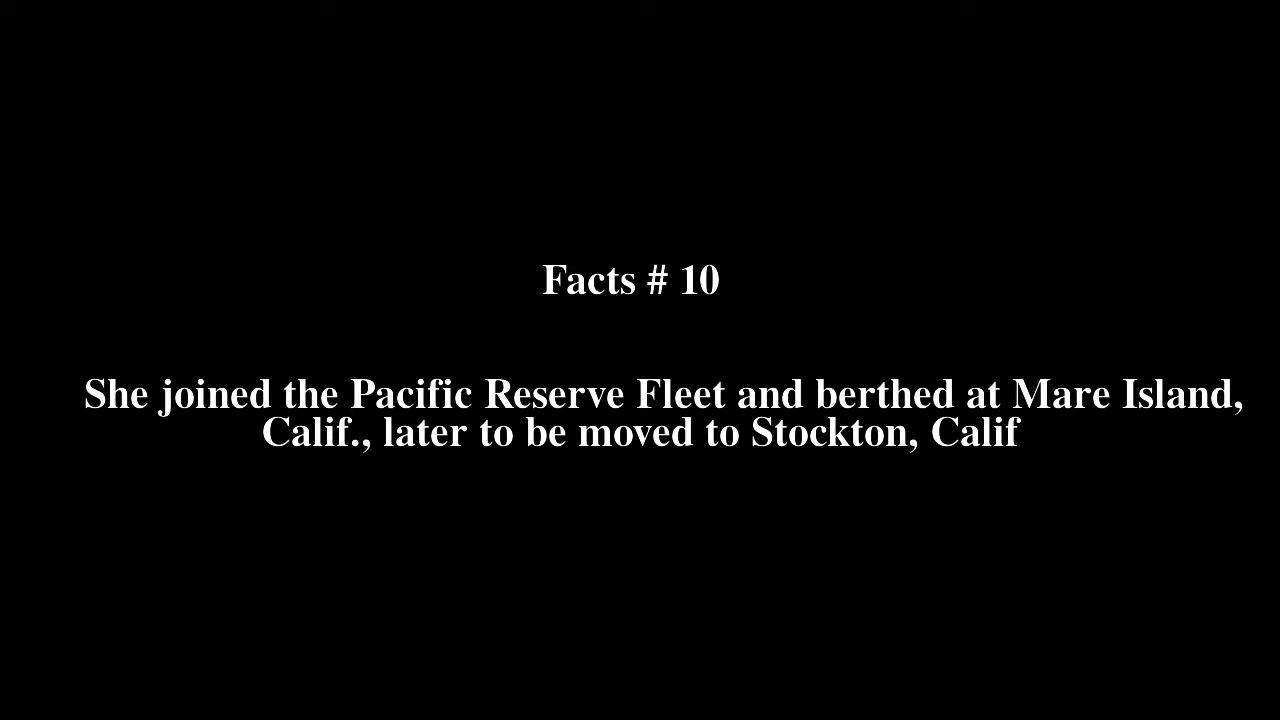 Facts # 10
She joined the Pacific Reserve Fleet and berthed at Mare Island,
Calif., later to be moved to Stockton, Calif